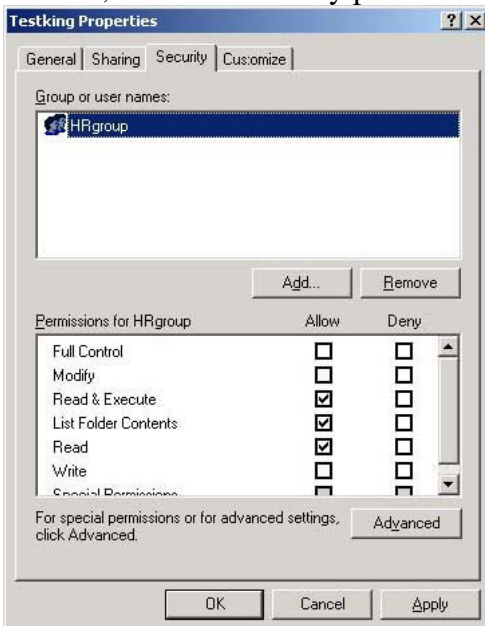 Testking Properties
General Sharing Security Customize
Group or user names:
HRgroup
Add... Remove
Permissions for HRgroup Allow Deny
Full Control
Modify
Read & Execute
List Folder Contents
Read
Write
Special Permissions
For special permissions or for advanced settings, Advanced
click Advanced.
OK Cancel Apply